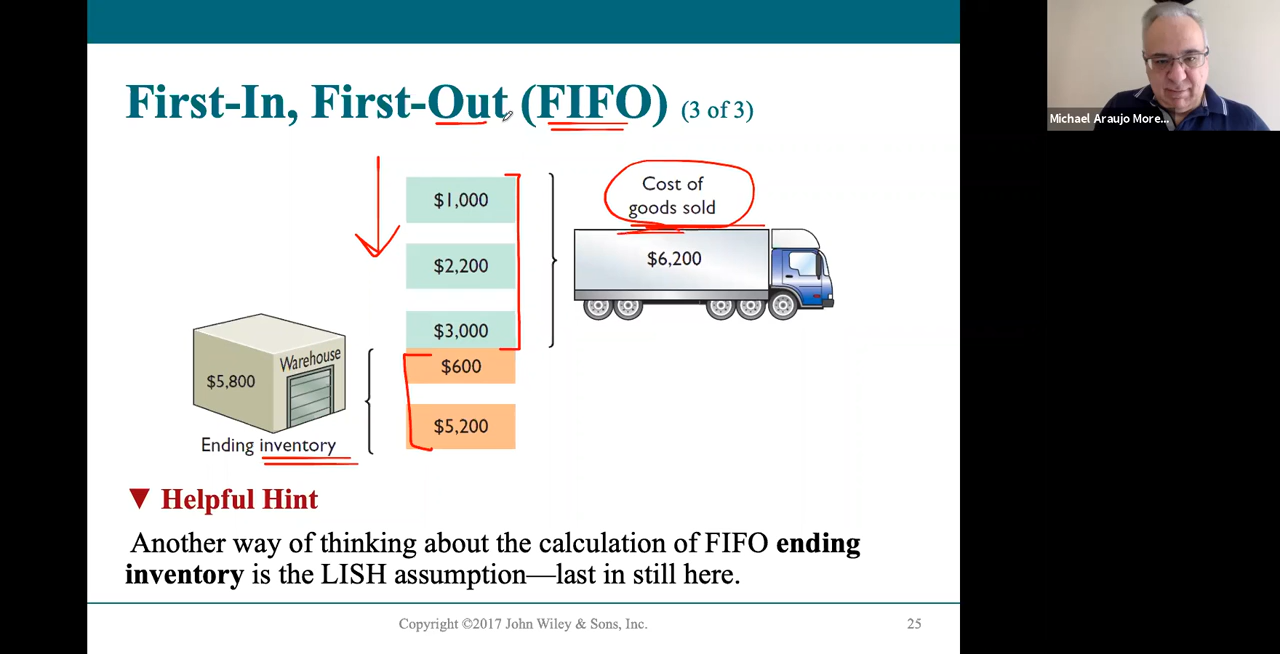 First-In, First-Out (FIFO) (3 of 3)
Michael Araujo More...
$1,000
Cost of
goods sold
$2,200
$6,200
$3,000
Warehouse
$600
$5,800
$5,200
Ending inventory
▼ Helpful Hint
Another way of thinking about the calculation of FIFO ending
inventory is the LISH assumption—last in still here.
Copyright ©2017 John Wiley & Sons, Inc.
25